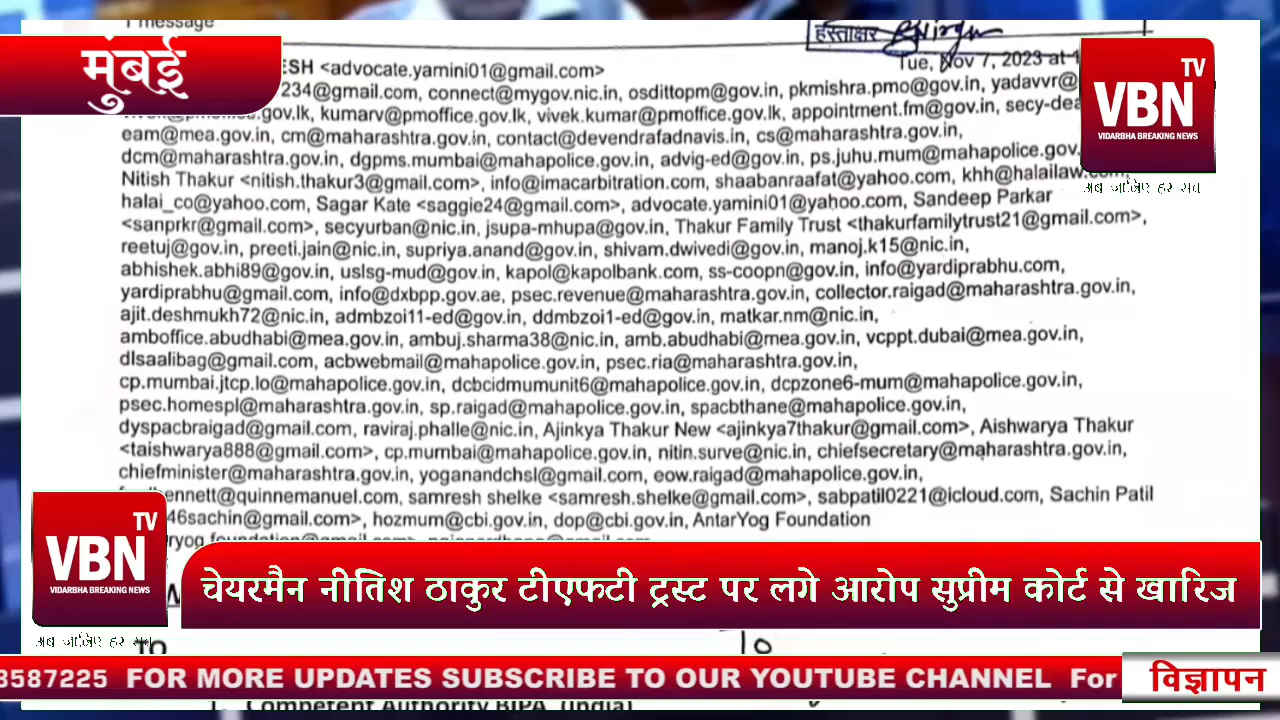 1 message
हस्ताक्षर
मुंबई
ESH <advocate.yamini01@gmail.com>
Tue, Nov 7, 2023 at 1
TV
VBN
VIDARBHA BREAKING NEWS
234@gmail.com, connect@mygov.nic.in, osdittopm@gov.in, pkmishra.pmo@gov.in, yadavvr@
gov.lk, kumarv@pmoffice.gov.lk, vivek.kumar@pmoffice.gov.lk, appointment.fm@gov.in, secy-dea
eam@mea.gov.in, cm@maharashtra.gov.in, contact@devendrafadnavis.in, cs@maharashtra.gov.in,
dcm@maharashtra.gov.in, dgpms.mumbai@mahapolice.gov.in, advig-ed@gov.in, ps.juhu.mum@mahapolice.gov.
Nitish Thakur <nitish.thakur3@gmail.com>, info@imacarbitration.com, shaabanraafat@yahoo.com, khh@halailaw.com,
halai_co@yahoo.com, Sagar Kate <saggie24@gmail.com>, advocate.yamini01@yahoo.com, Sandeep Parkar
<sanprkr@gmail.com>, secyurban@nic.in, jsupa-mhupa@gov.in, Thakur Family Trust <thakurfamilytrust21@gmail.com>,
reetuj@gov.in, preeti.jain@nic.in, supriya.anand@gov.in, shivam.dwivedi@gov.in, manoj.k15@nic.in,
abhishek.abhi89@gov.in, uslsg-mud@gov.in, kapol@kapolbank.com, ss-coopn@gov.in, info@yardiprabhu.com,
yardiprabhu@gmail.com, info@dxbpp.gov.ae, psec.revenue@maharashtra.gov.in, collector.raigad@maharashtra.gov.in,
ajit.deshmukh72@nic.in, admbzoi11-ed@gov.in, ddmbzoi1-ed@gov.in, matkar.nm@nic.in,
amboffice.abudhabi@mea.gov.in, ambuj.sharma38@nic.in, amb.abudhabi@mea.gov.in, vcppt.dubai@mea.gov.in,
dlsaalibag@gmail.com, acbwebmail@mahapolice.gov.in, psec.ria@maharashtra.gov.in,
cp.mumbai.jtcp.lo@mahapolice.gov.in, dcbcidmumunit6@mahapolice.gov.in, dcpzone6-mum@mahapolice.gov.in,
psec.homespl@maharashtra.gov.in, sp.raigad@mahapolice.gov.in, spacbthane@mahapolice.gov.in,
dyspacbraigad@gmail.com, raviraj.phalle@nic.in, Ajinkya Thakur New <ajinkya7thakur@gmail.com>, Aishwarya Thakur
<taishwarya888@gmail.com>, cp.mumbai@mahapolice.gov.in, nitin.surve@nic.in, chiefsecretary@maharashtra.gov.in,
chiefminister@maharashtra.gov.in, yoganandchsl@gmail.com, eow.raigad@mahapolice.gov.in,
bennett@quinnemanuel.com, samresh shelke <samresh.shelke@gmail.com>, sabpatil0221@icloud.com, Sachin Patil
46sachin@gmail.com>, hozmum@cbi.gov.in, dop@cbi.gov.in, AntarYog Foundation
TV
VBN
VIDARBHA BREAKING NEWS
चेयरमैन नीतिश ठाकुर टीएफटी ट्रस्ट पर लगे आरोप सुप्रीम कोर्ट से खारिज
TO
10
3587225 FOR MORE UPDATES SUBSCRIBE TO OUR YOUTUBE CHANNEL For
विज्ञापन
Competent Authority BIPA (India)